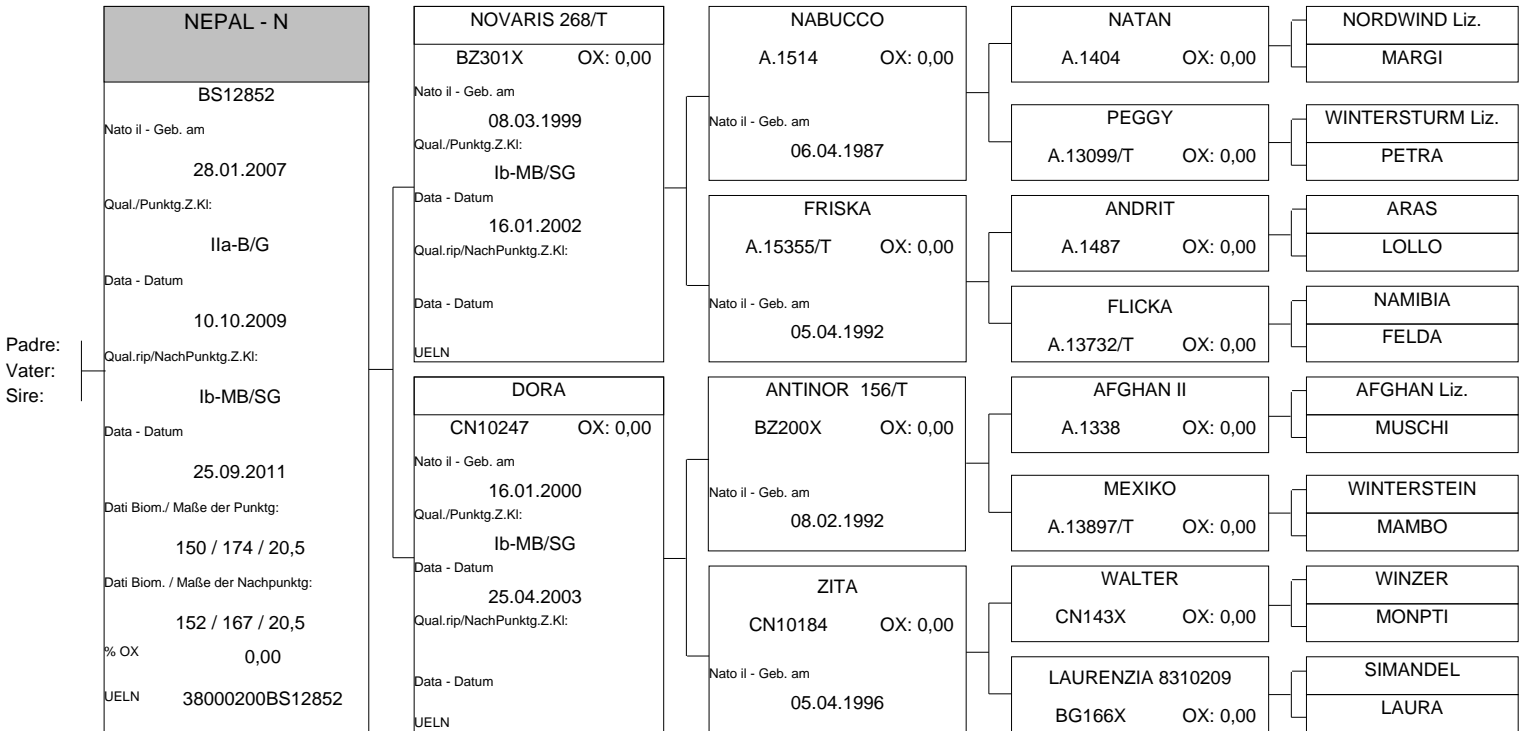 Padre:
Vater:
Sire:
NEPAL - N
BS12852
Nato il - Geb. am
28.01.2007
Qual./Punktg.Z.Kl:
IIa-B/G
Data - Datum
10.10.2009
Qual.rip/NachPunktg.Z.Kl:
Ib-MB/SG
Data - Datum
25.09.2011
Dati Biom./ Maße der Punktg:
150 / 174 / 20,5
Dati Biom. / Maße der Nachpunktg:
152 / 167 / 20,5
% OX 0,00
UELN 38000200BS12852
NOVARIS 268/T
BZ301X OX: 0,00
Nato il - Geb. am
08.03.1999
Qual./Punktg.Z.Kl:
Ib-MB/SG
Data - Datum
16.01.2002
Qual.rip/NachPunktg.Z.Kl:
Data - Datum
UELN
DORA
CN10247 OX: 0,00
Nato il - Geb. am
16.01.2000
Qual./Punktg.Z.Kl:
Ib-MB/SG
Data - Datum
25.04.2003
Qual.rip/NachPunktg.Z.Kl:
Data - Datum
UELN
NABUCCO
A.1514 OX: 0,00
Nato il - Geb. am
06.04.1987
FRISKA
A.15355/T OX: 0,00
Nato il - Geb. am
05.04.1992
ANTINOR 156/T
BZ200X OX: 0,00
Nato il - Geb. am
08.02.1992
ZITA
CN10184 OX: 0,00
Nato il - Geb. am
05.04.1996
NATAN
A.1404 OX: 0,00
PEGGY
A.13099/T OX: 0,00
ANDRIT
A.1487 OX: 0,00
FLICKA
A.13732/T OX: 0,00
AFGHAN II
A.1338 OX: 0,00
MEXIKO
A.13897/T OX: 0,00
WALTER
CN143X OX: 0,00
LAURENZIA 8310209
BG166X OX: 0,00
NORDWIND Liz.
MARGI
WINTERSTURM Liz.
PETRA
ARAS
LOLLO
NAMIBIA
FELDA
AFGHAN Liz.
MUSCHI
WINTERSTEIN
MAMBO
WINZER
MONPTI
SIMANDEL
LAURA